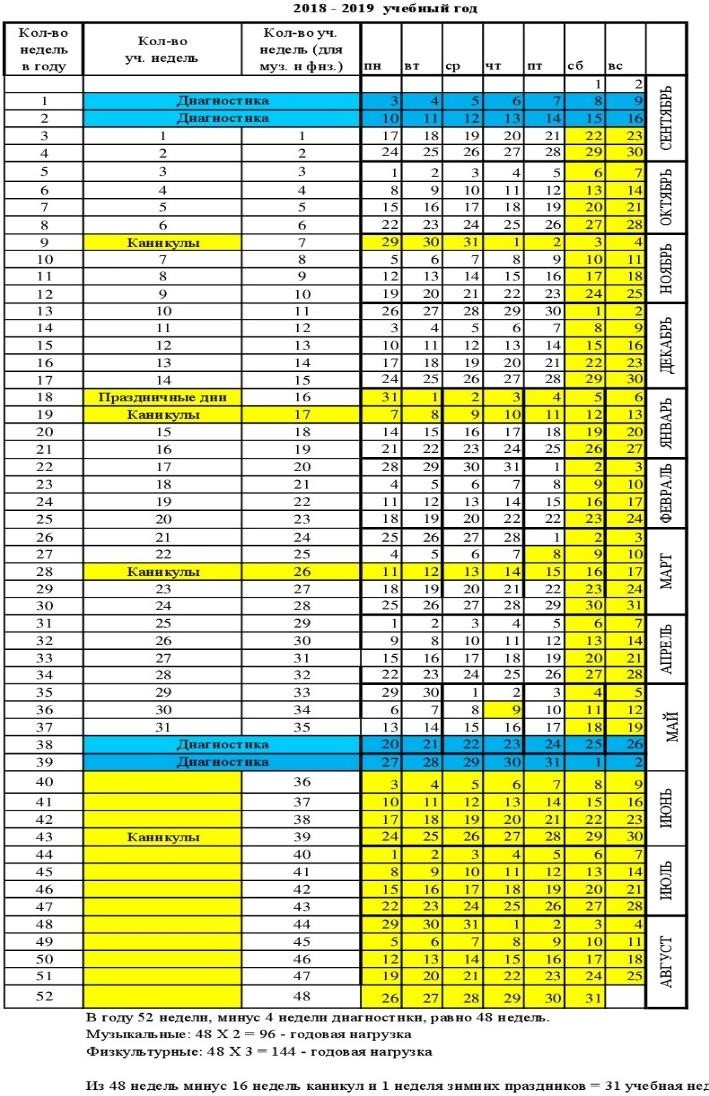 2018 - 2019 учебный год
Кол-во недель в году Кол-во уч. недель Кол-во уч. недель (для муз. и физ.) пн вт ср чт пт сб вс
1 2 СЕНТЯБРЬ
1 Диагностика 3 4 5 6 7 8 9
2 Диагностика 10 11 12 13 14 15 16
3 1 1 17 18 19 20 21 22 23
4 2 2 24 25 26 27 28 29 30
5 3 3 1 2 3 4 5 6 7 ОКТЯБРЬ
6 4 4 8 9 10 11 12 13 14
7 5 5 15 16 17 18 19 20 21
8 6 6 22 23 24 25 26 27 28
9 Каникулы 7 29 30 31 1 2 3 4 НОЯБРЬ
10 7 8 5 6 7 8 9 10 11
11 8 9 12 13 14 15 16 17 18
12 9 10 19 20 21 22 23 24 25
13 10 11 26 27 28 29 30 1 2 ДЕКАБРЬ
14 11 12 3 4 5 6 7 8 9
15 12 13 10 11 12 13 14 15 16
16 13 14 17 18 19 20 21 22 23
17 14 15 24 25 26 27 28 29 30
18 Праздничные дни 16 31 1 2 3 4 5 6 ЯНВАРЬ
19 Каникулы 17 7 8 9 10 11 12 13
20 15 18 14 15 16 17 18 19 20
21 16 19 21 22 23 24 25 26 27
22 17 20 28 29 30 31 1 2 3 ФЕВРАЛЬ
23 18 21 4 5 6 7 8 9 10
24 19 22 11 12 13 14 15 16 17
25 20 23 18 19 20 22 22 23 24
26 21 24 25 26 27 28 1 2 3 МАРТ
27 22 25 4 5 6 7 8 9 10
28 Каникулы 26 11 12 13 14 15 16 17
29 23 27 18 19 20 21 22 23 24
30 24 28 25 26 27 28 29 30 31
31 25 29 1 2 3 4 5 6 7 АПРЕЛЬ
32 26 30 9 8 10 11 12 13 14
33 27 31 15 16 17 18 19 20 21
34 28 32 22 23 24 25 26 27 28
35 29 33 29 30 1 2 3 4 5 МАЙ
36 30 34 6 7 8 9 10 11 12
37 31 35 13 14 15 16 17 18 19
38 Диагностика 20 21 22 23 24 25 26
39 Диагностика 27 28 29 30 31 1 2
40 36 3 4 5 6 7 8 9 ИЮНЬ
41 37 10 11 12 13 14 15 16
42 38 17 18 19 20 21 22 23
43 Каникулы 39 24 25 26 27 28 29 30
44 40 1 2 3 4 5 6 7 ИЮЛЬ
45 41 8 9 10 11 12 13 14
46 42 15 16 17 18 19 20 21
47 43 22 23 24 25 26 27 28
48 44 29 30 31 1 2 3 4 АВГУСТ
49 45 5 6 7 8 9 10 11
50 46 12 13 14 15 16 17 18
51 47 19 20 21 22 23 24 25
52 48 26 27 28 29 30 31
В году 52 недели, минус 4 недели диагностики, равно 48 недель.
Музыкальные: 48 X 2 = 96 - годовая нагрузка
Физкультурные: 48 X 3 = 144 - годовая нагрузка
Из 48 недель минус 16 недель каникул и 1 неделя зимних праздников = 31 учебная нед